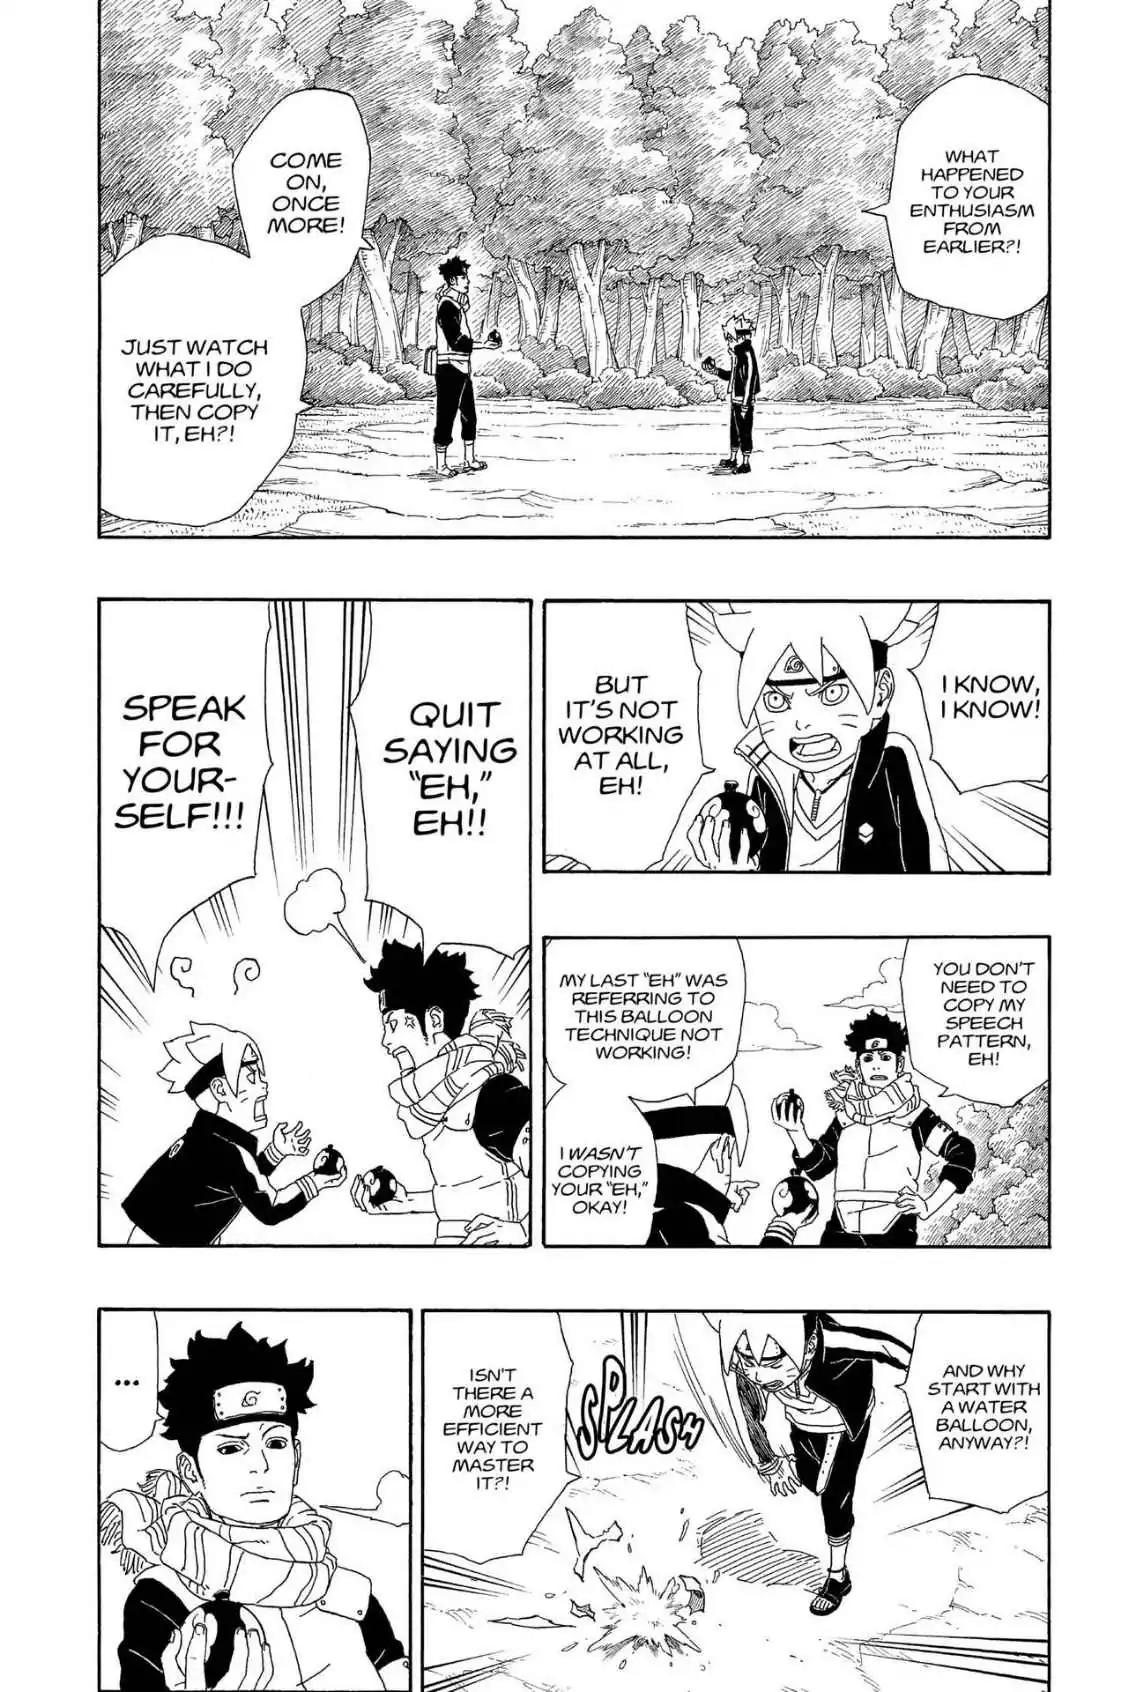 WHAT
HAPPENED
TO YOUR
ENTHUSIASM
FROM
EARLIER?!
COME
ON,
ONCE
MORE!
JUST WATCH
WHAT I DO
CAREFULLY,
THEN COPY
IT, EH?!
I KNOW,
I KNOW!
BUT
IT'S NOT
WORKING
AT ALL,
EH!
YOU DON'T
NEED TO
COPY MY
SPEECH
PATTERN,
EH!
MY LAST "EH" WAS
REFERRING TO
THIS BALLOON
TECHNIQUE NOT
WORKING!
I WASN'T
COPYING
YOUR "EH,"
OKAY!
QUIT
SAYING
"EH,"
EH!!
SPEAK
FOR
YOUR-
SELF!!!
AND WHY
START WITH
A WATER
BALLOON,
ANYWAY?!
SPLASH
ISN'T
THERE A
MORE
EFFICIENT
WAY TO
MASTER
IT?!
...